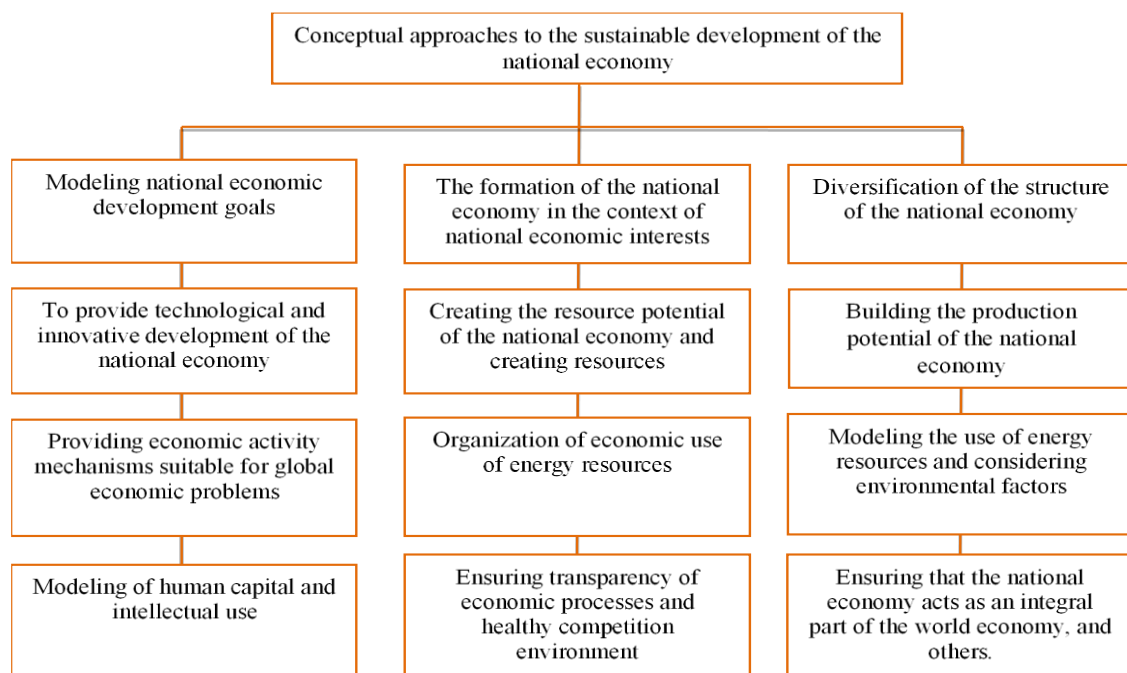 Conceptual approaches to the sustainable development of the
national economy
Modeling national economic
development goals
The formation of the national
economy in the context of
national economic interests
Diversification of the structure
of the national economy
To provide technological and
innovative development of the
national economy
Creating the resource potential
of the national economy and
creating resources
Building the production
potential of the national
economy
Providing economic activity
mechanisms suitable for global
economic problems
Organization of economic use
of energy resources
Modeling the use of energy
resources and considering
environmental factors
Modeling of human capital and
intellectual use
Ensuring transparency of
economic processes and
healthy competition
environment
Ensuring that the national
economy acts as an integral
part of the world economy, and
others.